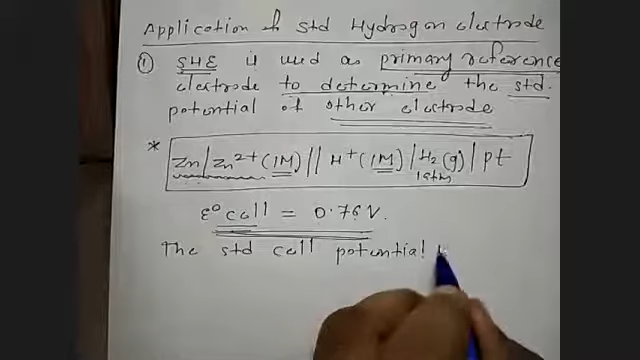 Application of std Hydrogen electrode
① SHE is used as primary reference
electrode to determine the std.
potential of other electrode
* Zn | Zn²⁺ (1M) || H⁺ (1M) | H₂ (g) | pt
1atm
E° cell = 0.76 V.
The std cell potential